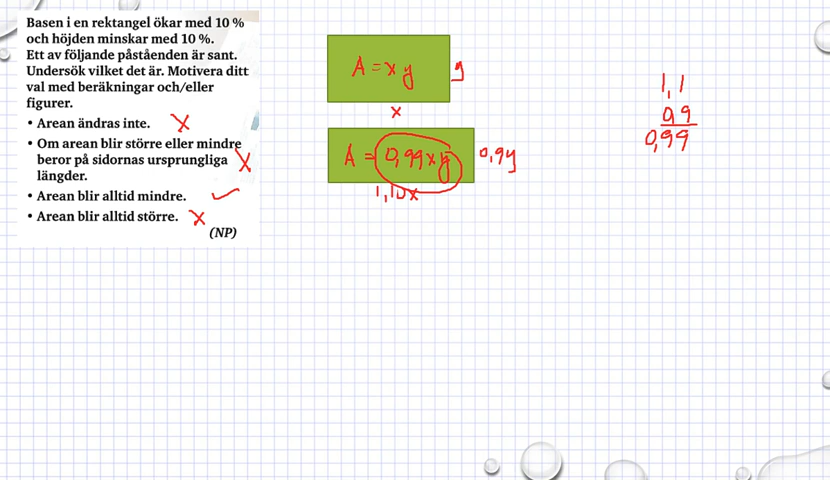 Basen i en rektangel ökar med 10 %
och höjden minskar med 10 %.
Ett av följande påståenden är sant.
Undersök vilket det är. Motivera ditt
val med beräkningar och/eller
figurer.
• Arean ändras inte. X
• Om arean blir större eller mindre
beror på sidornas ursprungliga X
längder.
• Arean blir alltid mindre. ✓
• Arean blir alltid större. X
(NP)
A = x y
y
x
A = 0,99 x y
0,9y
1,10x
1,1
0,9
0,99